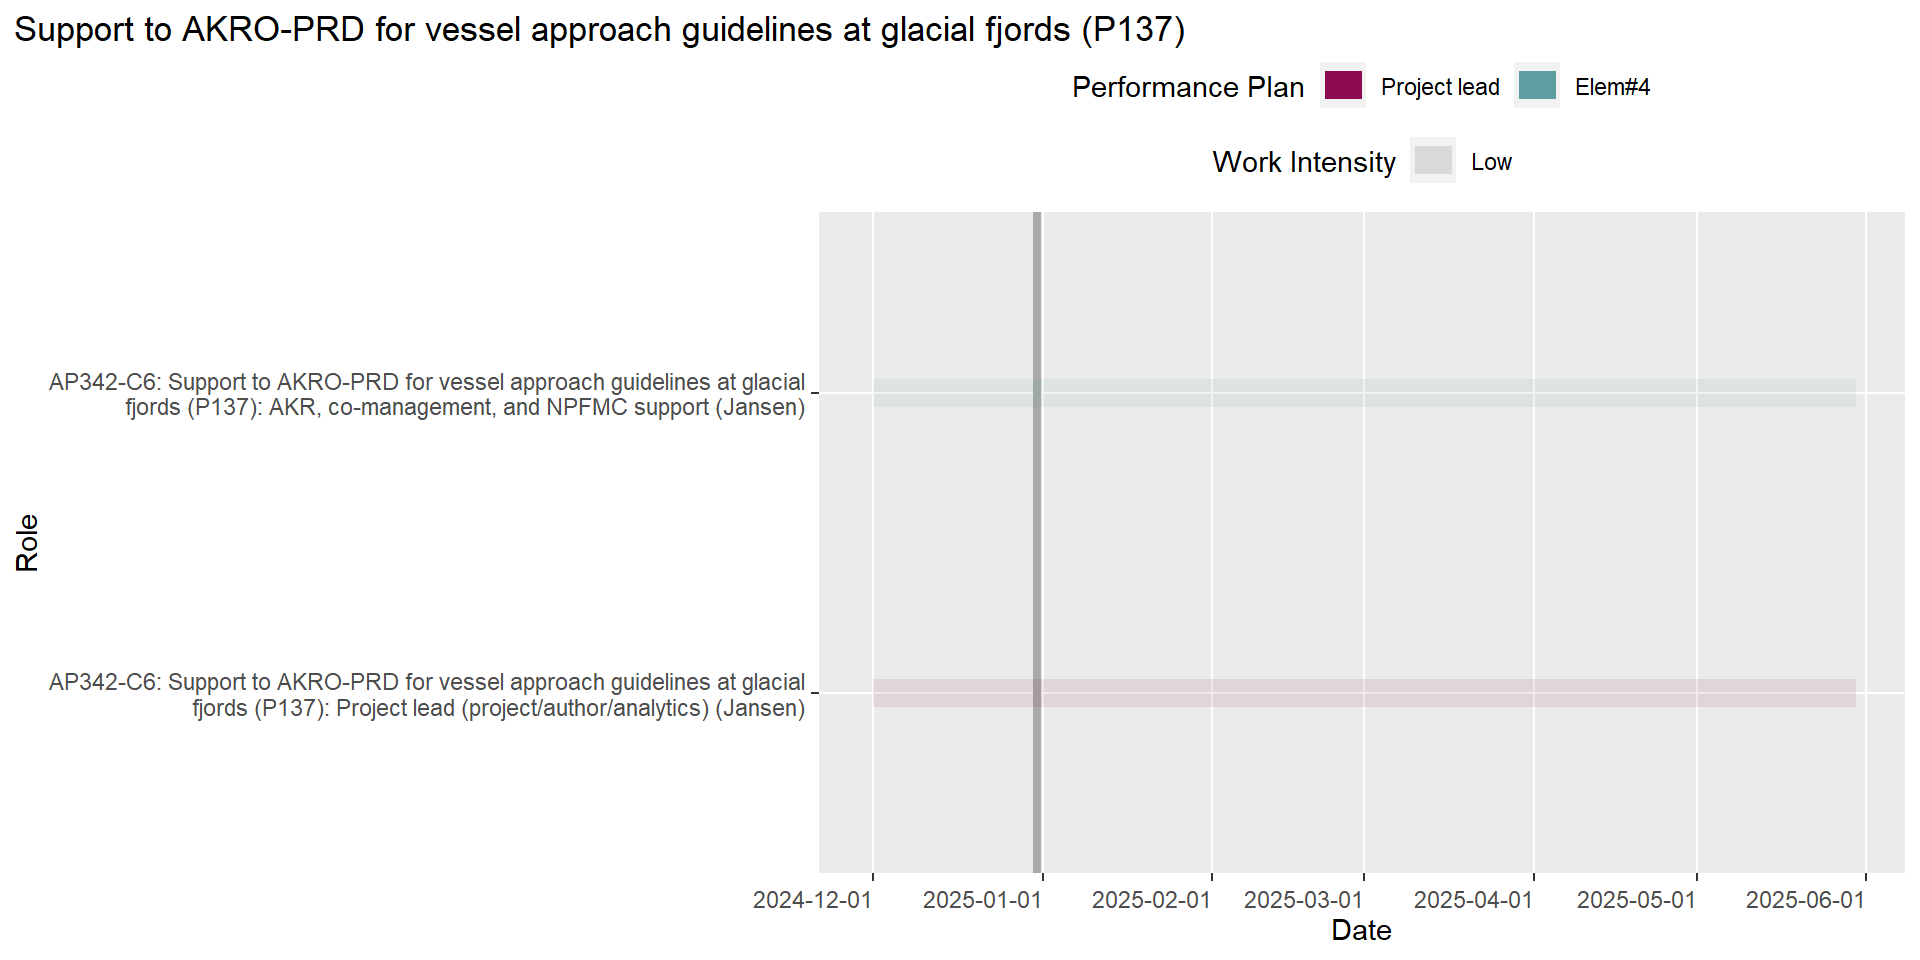 Support to AKRO-PRD for vessel approach guidelines at glacial fjords (P137)
Performance Plan Project lead Elem#4
Work Intensity Low
AP342-C6: Support to AKRO-PRD for vessel approach guidelines at glacial
fjords (P137): AKR, co-management, and NPFMC support (Jansen)
Role
AP342-C6: Support to AKRO-PRD for vessel approach guidelines at glacial
fjords (P137): Project lead (project/author/analytics) (Jansen)
2024-12-01 2025-01-01 2025-02-01 2025-03-01 2025-04-01 2025-05-01 2025-06-01
Date